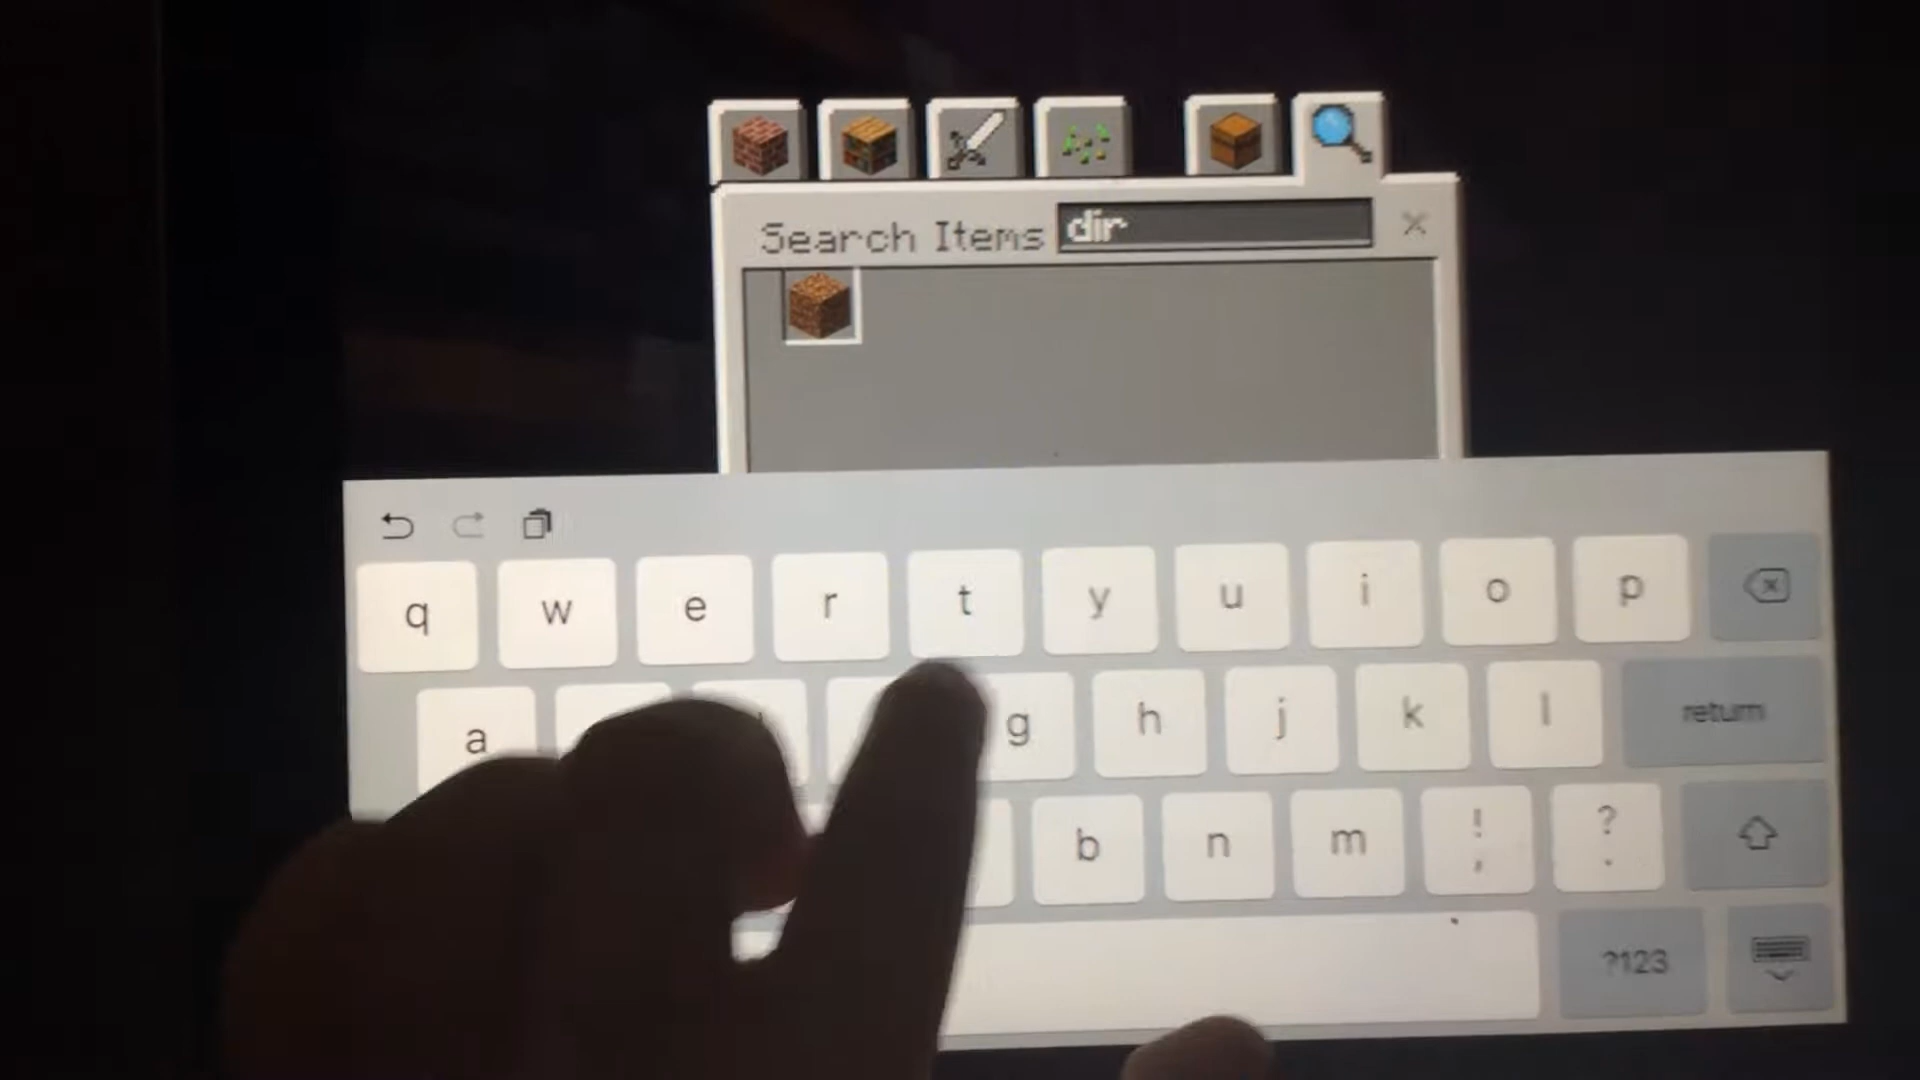 Search Items dir
q w e r t y u i o p
a g h j k l return
b n m ! , ? .
?123